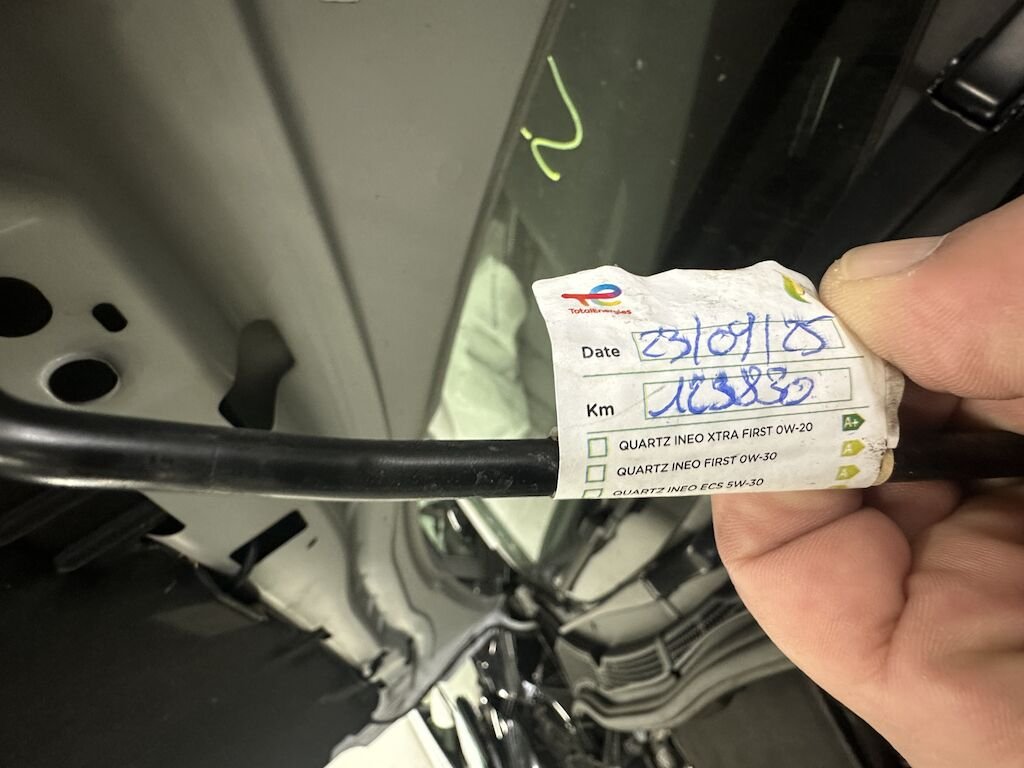 TotalEnergies
Date 23/09/25
Km 123830
A+
QUARTZ INEO XTRA FIRST 0W-20
A
QUARTZ INEO FIRST 0W-30
A
QUARTZ INEO ECS 5W-30